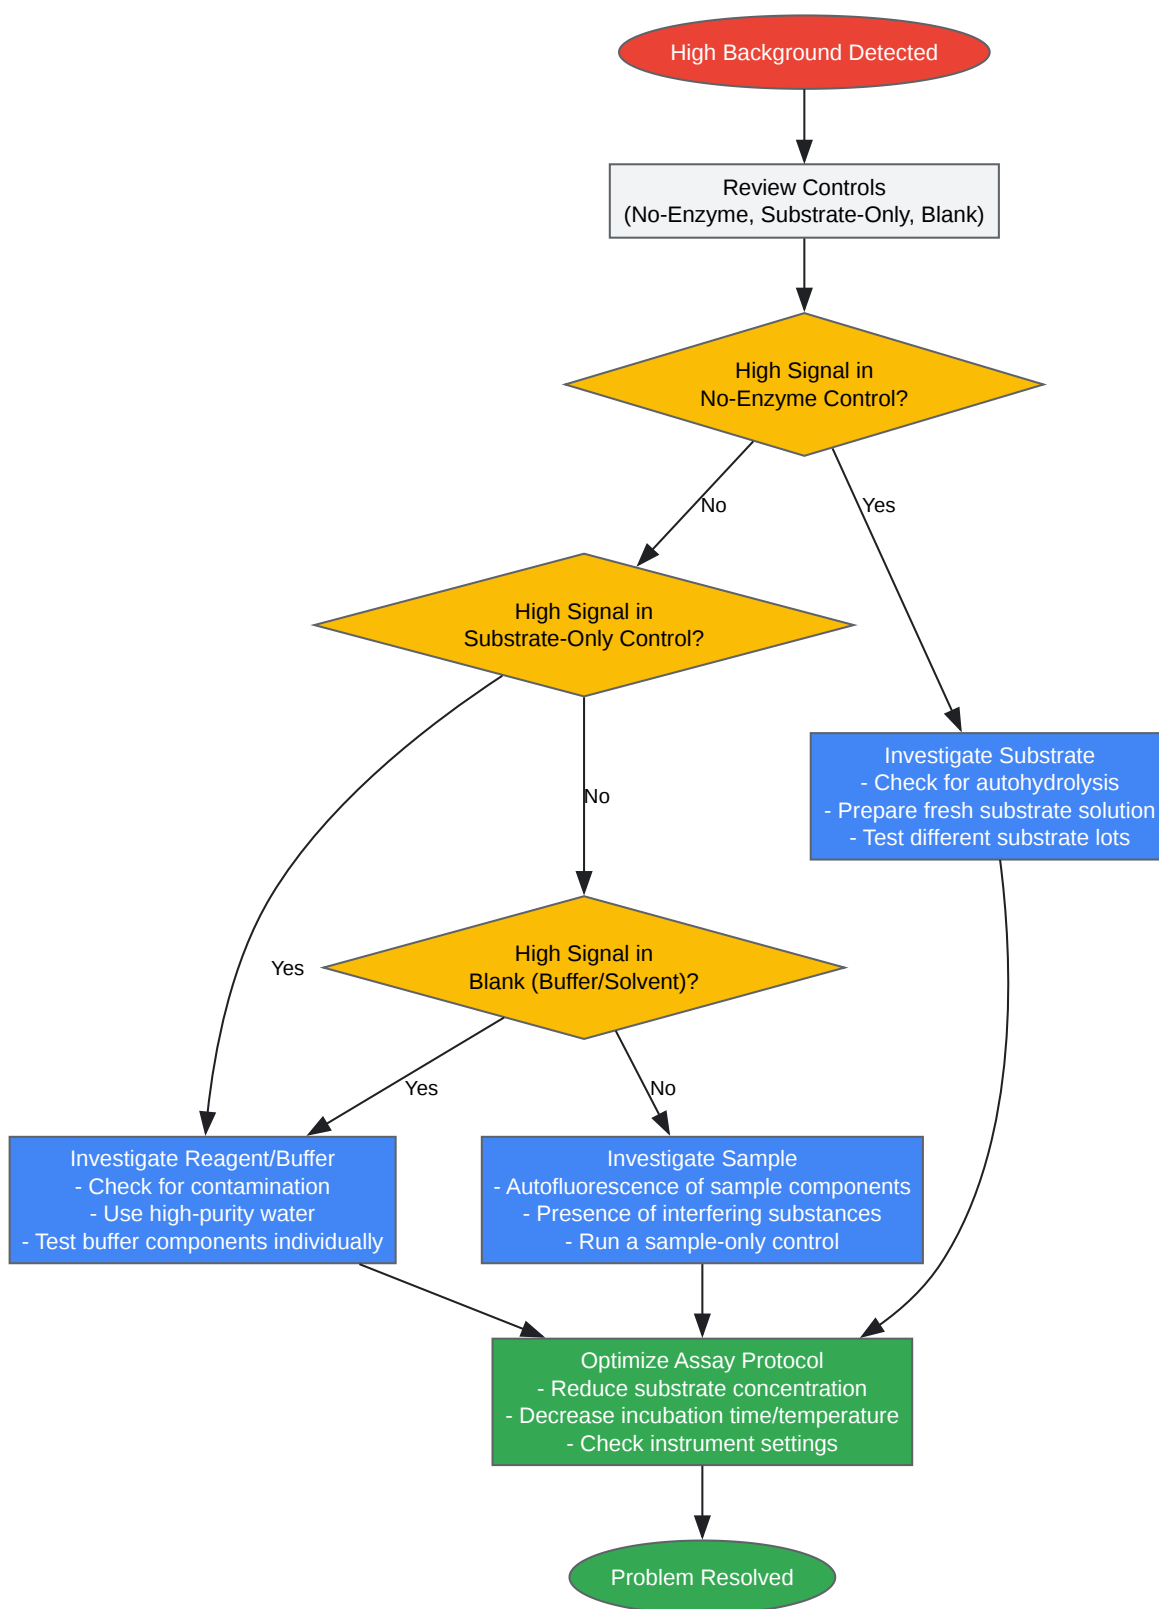 High Background Detected
Review Controls
(No-Enzyme, Substrate-Only, Blank)
High Signal in
No-Enzyme Control?
No
Yes
High Signal in
Substrate-Only Control?
Investigate Substrate
- Check for autohydrolysis
- Prepare fresh substrate solution
- Test different substrate lots
No
High Signal in
Blank (Buffer/Solvent)?
Yes
Yes
No
Investigate Reagent/Buffer
- Check for contamination
- Use high-purity water
- Test buffer components individually
Investigate Sample
- Autofluorescence of sample components
- Presence of interfering substances
- Run a sample-only control
Optimize Assay Protocol
- Reduce substrate concentration
- Decrease incubation time/temperature
- Check instrument settings
Problem Resolved